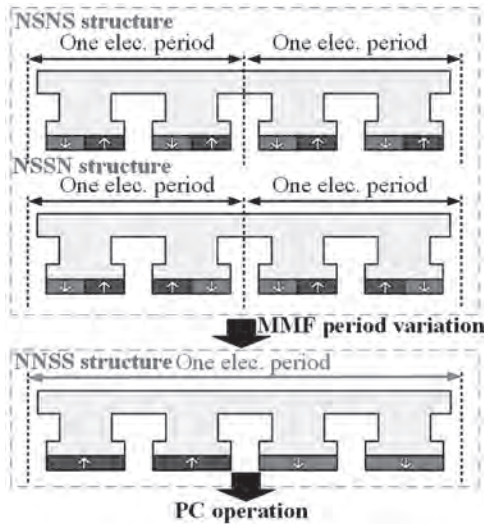 NSNS structure
One elec. period One elec. period
NSSN structure
One elec. period One elec. period
MMF period variation
NNSS structure One elec. period
PC operation